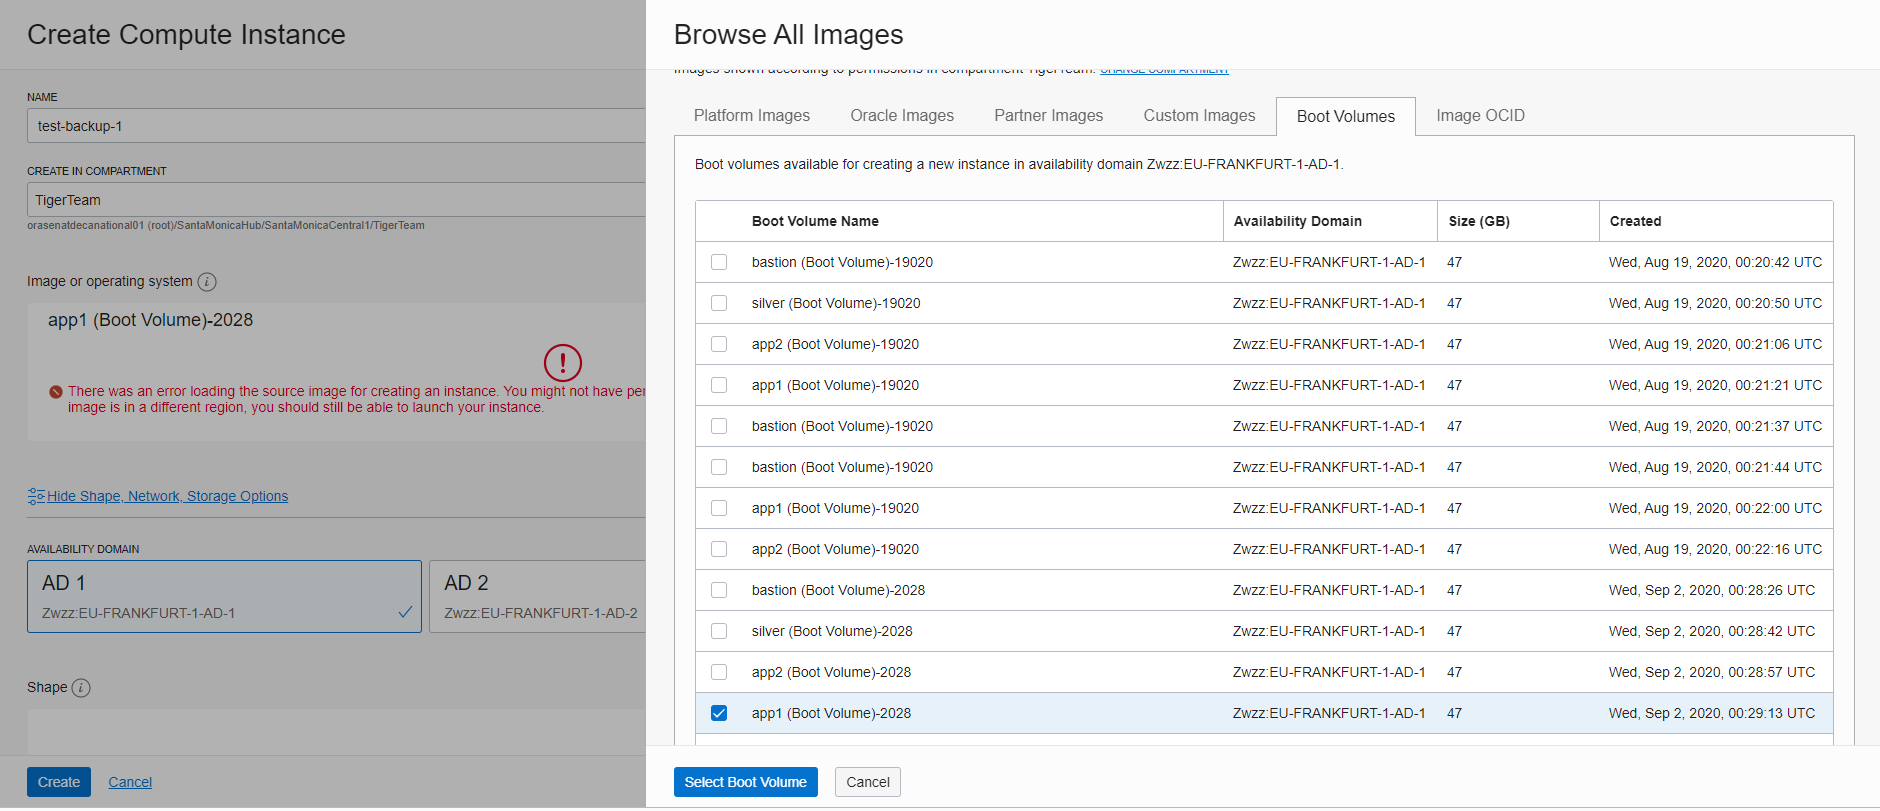 Create Compute Instance
NAME
test-backup-1
CREATE IN COMPARTMENT
TigerTeam
orasenatdecanational01 (root)/SantaMonicaHub/SantaMonicaCentral1/TigerTeam
Image or operating system i
app1 (Boot Volume)-2028
!
There was an error loading the source image for creating an instance. You might not have per
image is in a different region, you should still be able to launch your instance.
Hide Shape, Network, Storage Options
AVAILABILITY DOMAIN
AD 1
Zwzz:EU-FRANKFURT-1-AD-1
AD 2
Zwzz:EU-FRANKFURT-1-AD-2
Shape i
Create Cancel
Browse All Images
Images shown according to permissions in compartment TigerTeam. CHANGE COMPARTMENT
Platform Images Oracle Images Partner Images Custom Images Boot Volumes Image OCID
Boot volumes available for creating a new instance in availability domain Zwzz:EU-FRANKFURT-1-AD-1.
Boot Volume Name Availability Domain Size (GB) Created
bastion (Boot Volume)-19020 Zwzz:EU-FRANKFURT-1-AD-1 47 Wed, Aug 19, 2020, 00:20:42 UTC
silver (Boot Volume)-19020 Zwzz:EU-FRANKFURT-1-AD-1 47 Wed, Aug 19, 2020, 00:20:50 UTC
app2 (Boot Volume)-19020 Zwzz:EU-FRANKFURT-1-AD-1 47 Wed, Aug 19, 2020, 00:21:06 UTC
app1 (Boot Volume)-19020 Zwzz:EU-FRANKFURT-1-AD-1 47 Wed, Aug 19, 2020, 00:21:21 UTC
bastion (Boot Volume)-19020 Zwzz:EU-FRANKFURT-1-AD-1 47 Wed, Aug 19, 2020, 00:21:37 UTC
bastion (Boot Volume)-19020 Zwzz:EU-FRANKFURT-1-AD-1 47 Wed, Aug 19, 2020, 00:21:44 UTC
app1 (Boot Volume)-19020 Zwzz:EU-FRANKFURT-1-AD-1 47 Wed, Aug 19, 2020, 00:22:00 UTC
app2 (Boot Volume)-19020 Zwzz:EU-FRANKFURT-1-AD-1 47 Wed, Aug 19, 2020, 00:22:16 UTC
bastion (Boot Volume)-2028 Zwzz:EU-FRANKFURT-1-AD-1 47 Wed, Sep 2, 2020, 00:28:26 UTC
silver (Boot Volume)-2028 Zwzz:EU-FRANKFURT-1-AD-1 47 Wed, Sep 2, 2020, 00:28:42 UTC
app2 (Boot Volume)-2028 Zwzz:EU-FRANKFURT-1-AD-1 47 Wed, Sep 2, 2020, 00:28:57 UTC
app1 (Boot Volume)-2028 Zwzz:EU-FRANKFURT-1-AD-1 47 Wed, Sep 2, 2020, 00:29:13 UTC
Select Boot Volume Cancel